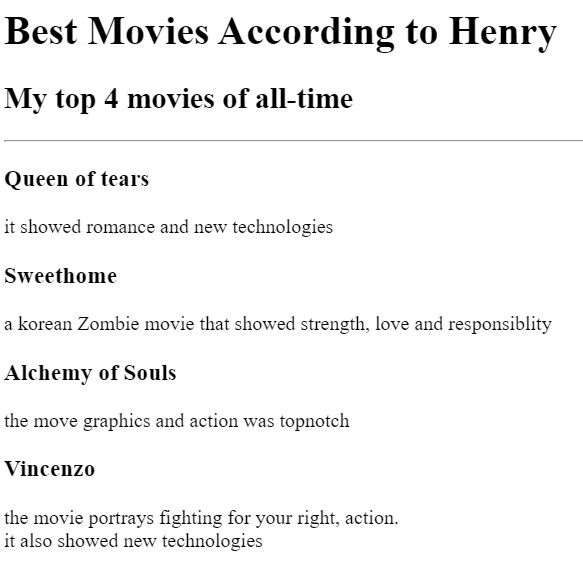 Best Movies According to Henry
My top 4 movies of all-time
Queen of tears
it showed romance and new technologies
Sweethome
a korean Zombie movie that showed strength, love and responsiblity
Alchemy of Souls
the move graphics and action was topnotch
Vincenzo
the movie portrays fighting for your right, action.
it also showed new technologies